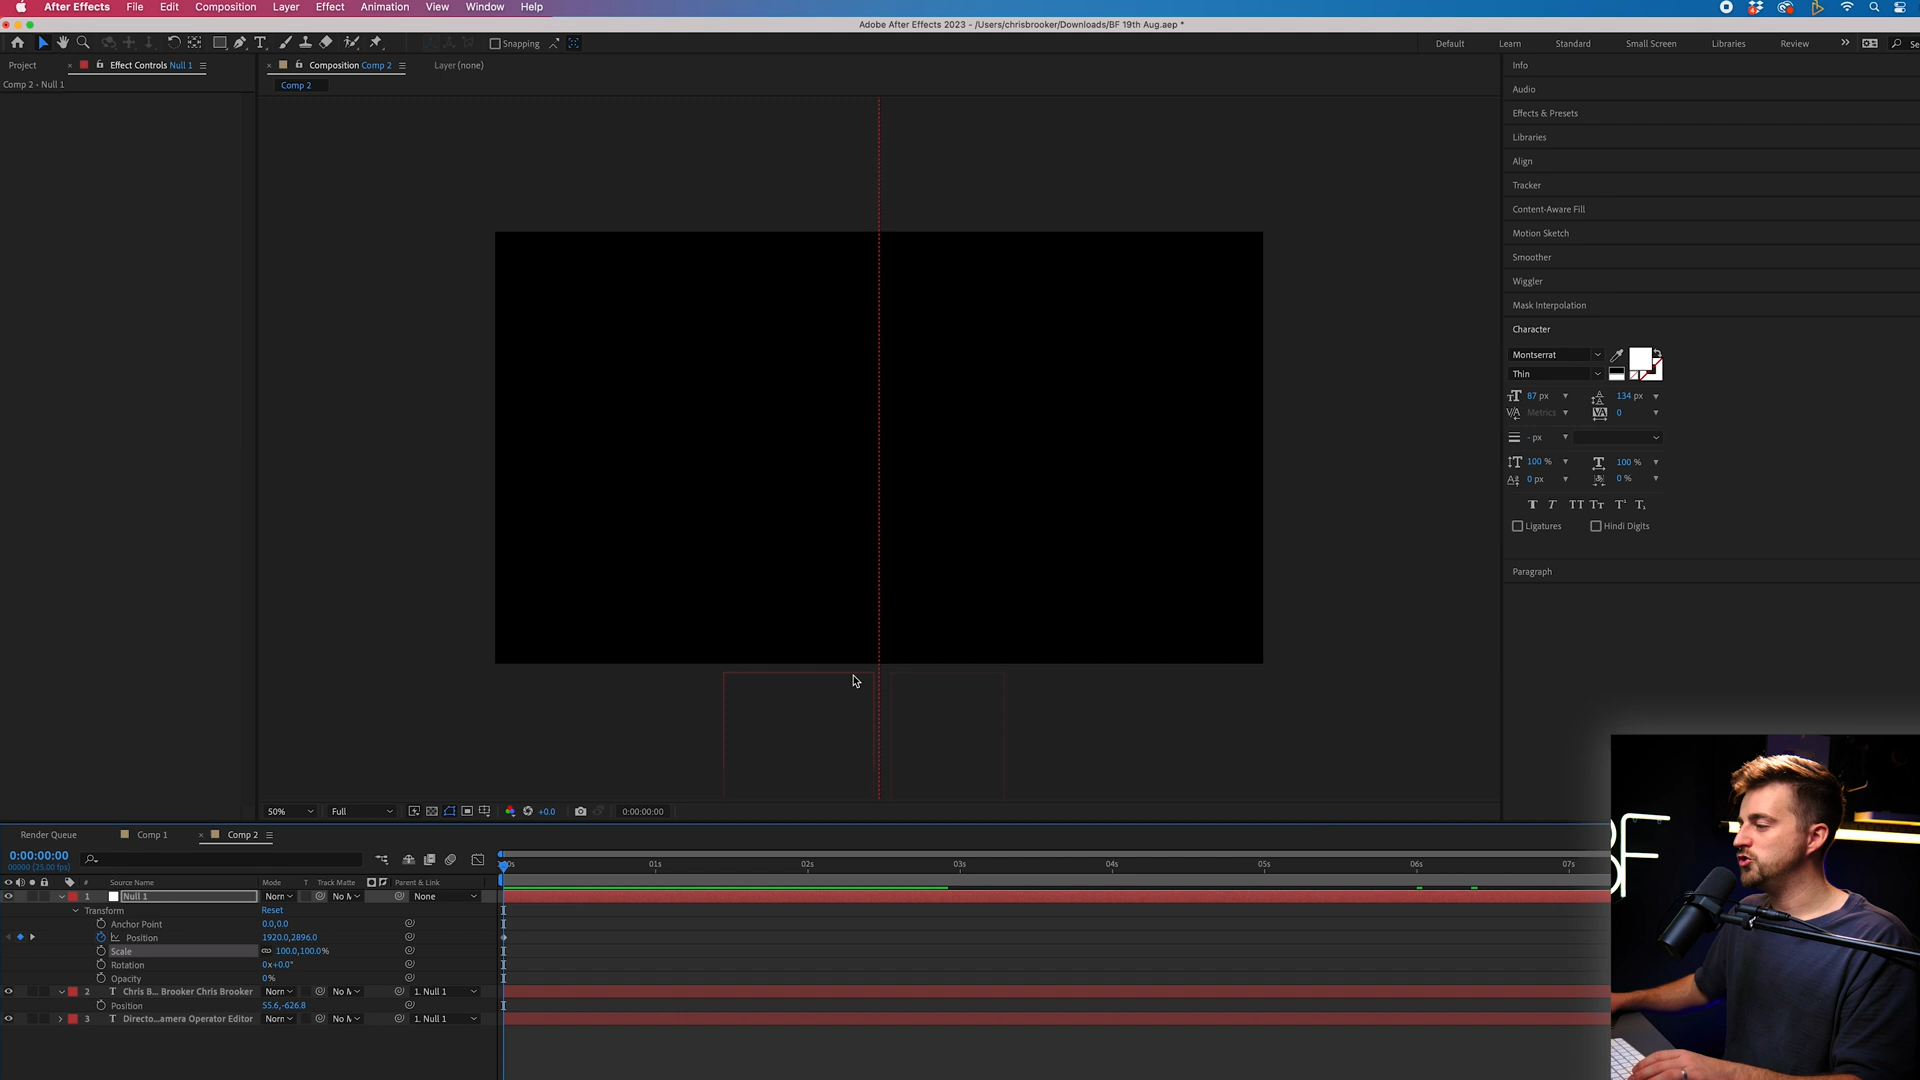 After Effects File Edit Composition Layer Effect Animation View Window Help
Adobe After Effects 2023 - /Users/chrisbrooker/Downloads/BF 19th Aug.aep *
Snapping
Default Learn Standard Small Screen Libraries Review
Project Effect Controls Null 1 Composition Comp 2 Layer (none)
Comp 2 • Null 1
Comp 2
Info
Audio
Effects & Presets
Libraries
Align
Tracker
Content-Aware Fill
Motion Sketch
Smoother
Wiggler
Mask Interpolation
Character
Montserrat
Thin
87 px 134 px
Metrics 0
- px
100 % 100 %
0 px 0 %
Ligatures Hindi Digits
Paragraph
50% Full +0.0 0:00:00:00
Render Queue Comp 1 Comp 2
0:00:00:00
00000 (25.00 fps)
01s 02s 03s 04s 05s 06s 07s
# Source Name Mode T Track Matte Parent & Link
1 Null 1 Norr No M None
Transform Reset
Anchor Point 0.0,0.0
Position 1920.0,2896.0
Scale 100.0,100.0%
Rotation 0x+0.0°
Opacity 0%
2 T Chris B... Brooker Chris Brooker Norr No M 1. Null 1
Position 55.6,-626.8
3 T Directo...amera Operator Editor Norr No M 1. Null 1